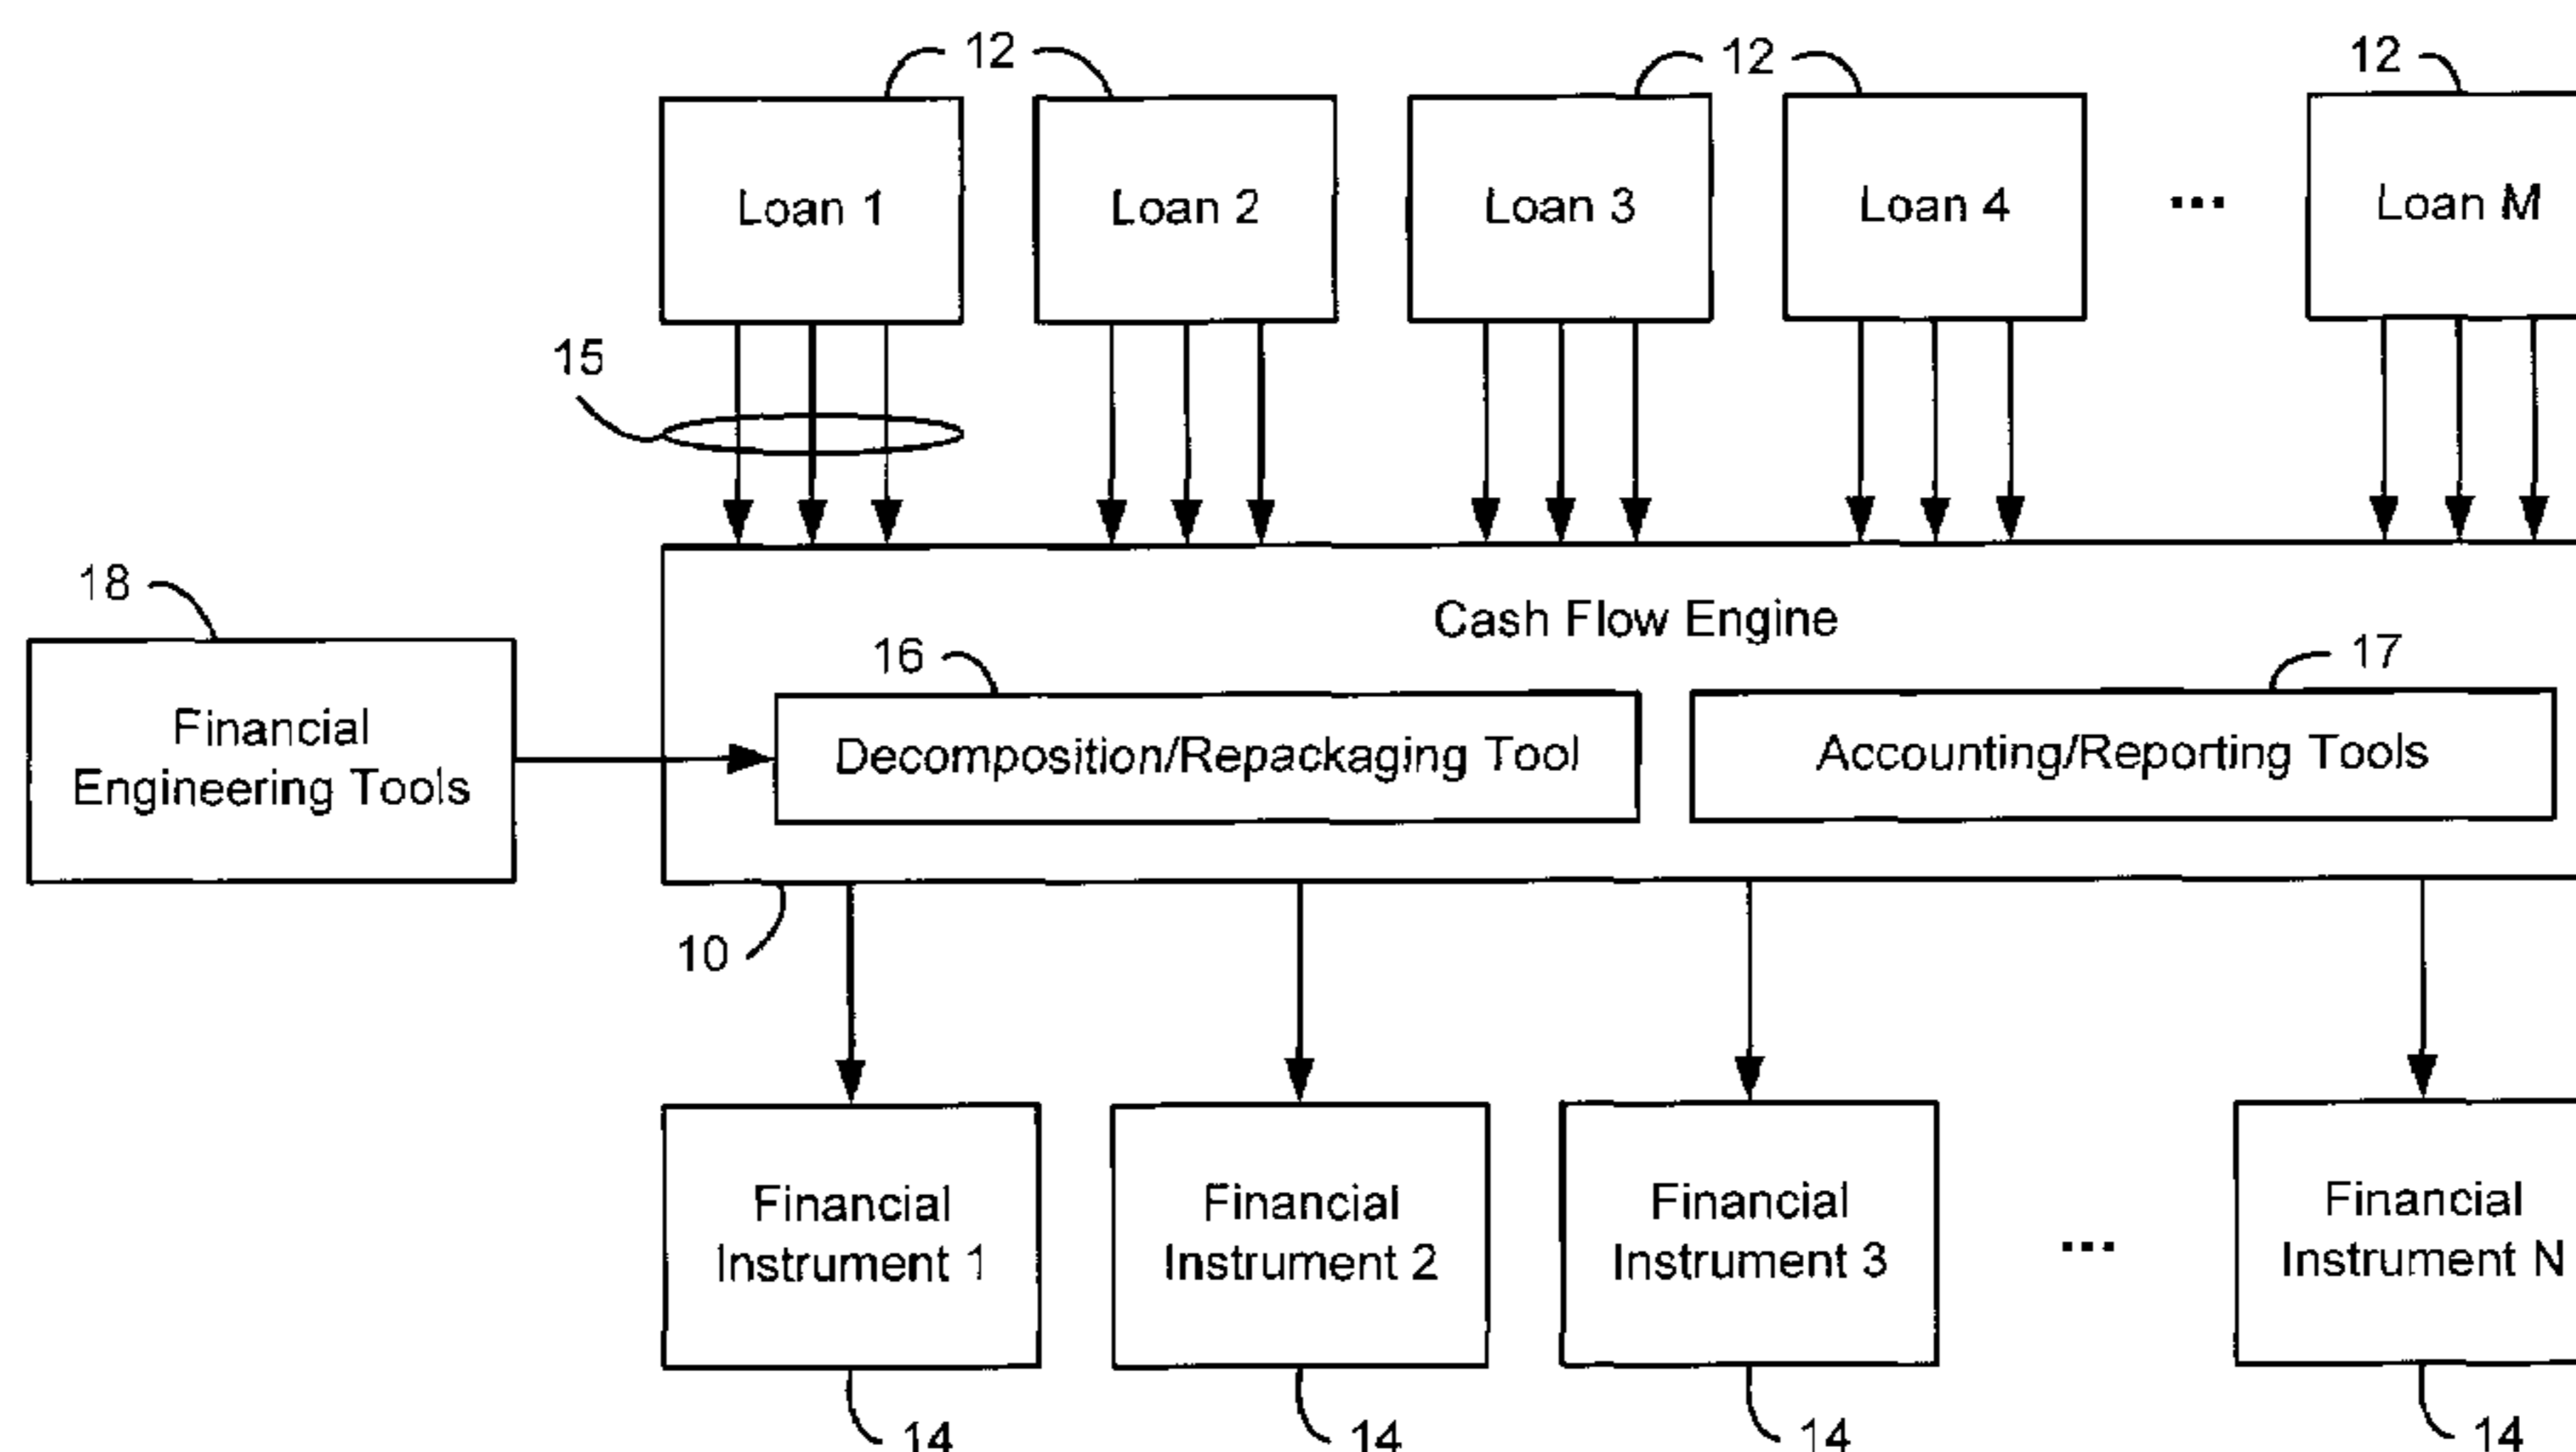 12
12
12
Loan 1
Loan 2
Loan 3
Loan 4
...
Loan M
15
18
Cash Flow Engine
16
17
Financial
Engineering Tools
Decomposition/Repackaging Tool
Accounting/Reporting Tools
10
Financial
Instrument 1
Financial
Instrument 2
Financial
Instrument 3
...
Financial
Instrument N
14
14
14
14